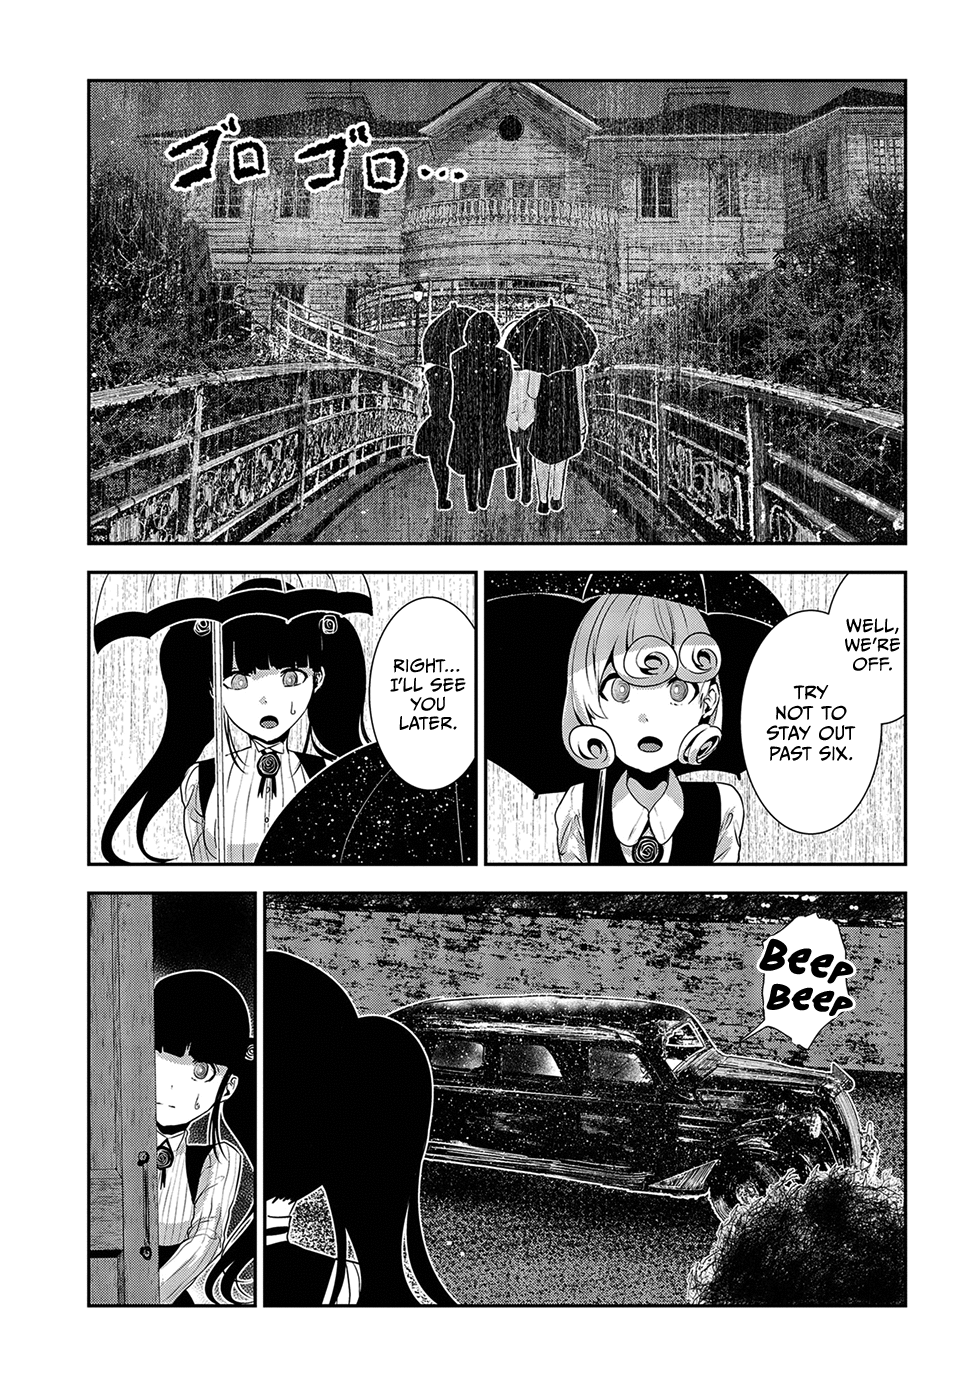 ゴロ ゴロ...
WELL,
WE'RE
OFF.
TRY
NOT TO
STAY OUT
PAST SIX.
RIGHT...
I'LL SEE
YOU
LATER.
BEEP
BEEP